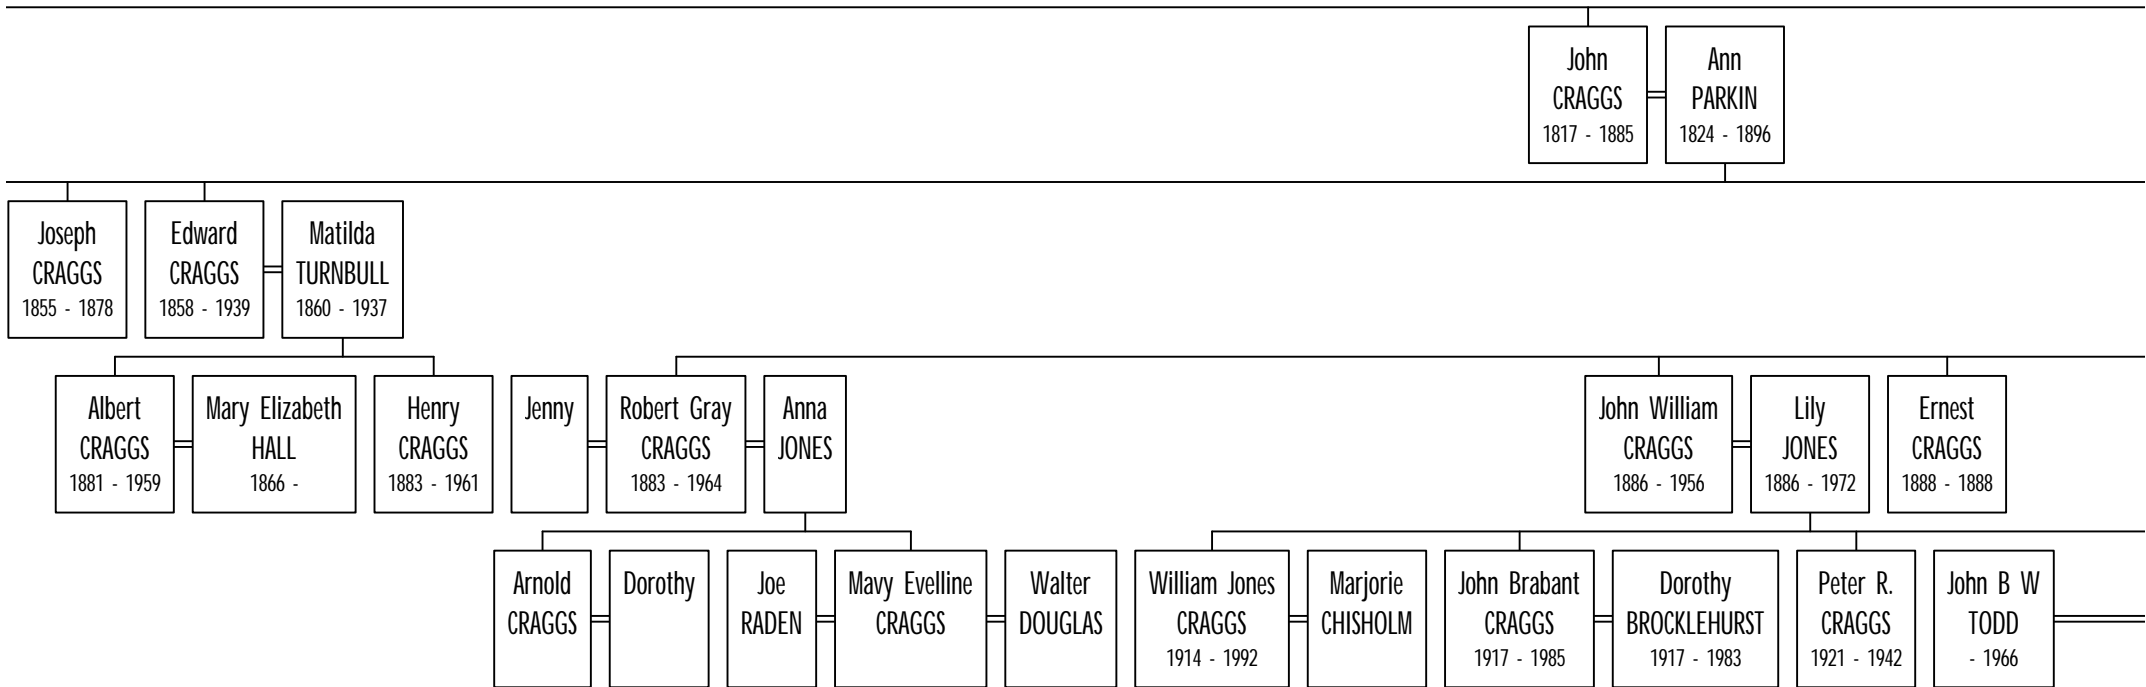 John
CRAGGS
1817 - 1885
Ann
PARKIN
1824 - 1896
Joseph
CRAGGS
1855 - 1878
Edward
CRAGGS
1858 - 1939
Matilda
TURNBULL
1860 - 1937
Albert
CRAGGS
1881 - 1959
Mary Elizabeth
HALL
1866 -
Henry
CRAGGS
1883 - 1961
Jenny
Robert Gray
CRAGGS
1883 - 1964
Anna
JONES
John William
CRAGGS
1886 - 1956
Lily
JONES
1886 - 1972
Ernest
CRAGGS
1888 - 1888
Arnold
CRAGGS
Dorothy
Joe
RADEN
Mavy Evelline
CRAGGS
Walter
DOUGLAS
William Jones
CRAGGS
1914 - 1992
Marjorie
CHISHOLM
John Brabant
CRAGGS
1917 - 1985
Dorothy
BROCKLEHURST
1917 - 1983
Peter R.
CRAGGS
1921 - 1942
John B W
TODD
- 1966